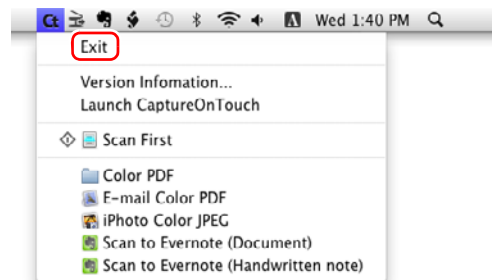 Ct Wed 1:40 PM
Exit
Version Infomation...
Launch CaptureOnTouch
Scan First
Color PDF
E-mail Color PDF
iPhoto Color JPEG
Scan to Evernote (Document)
Scan to Evernote (Handwritten note)